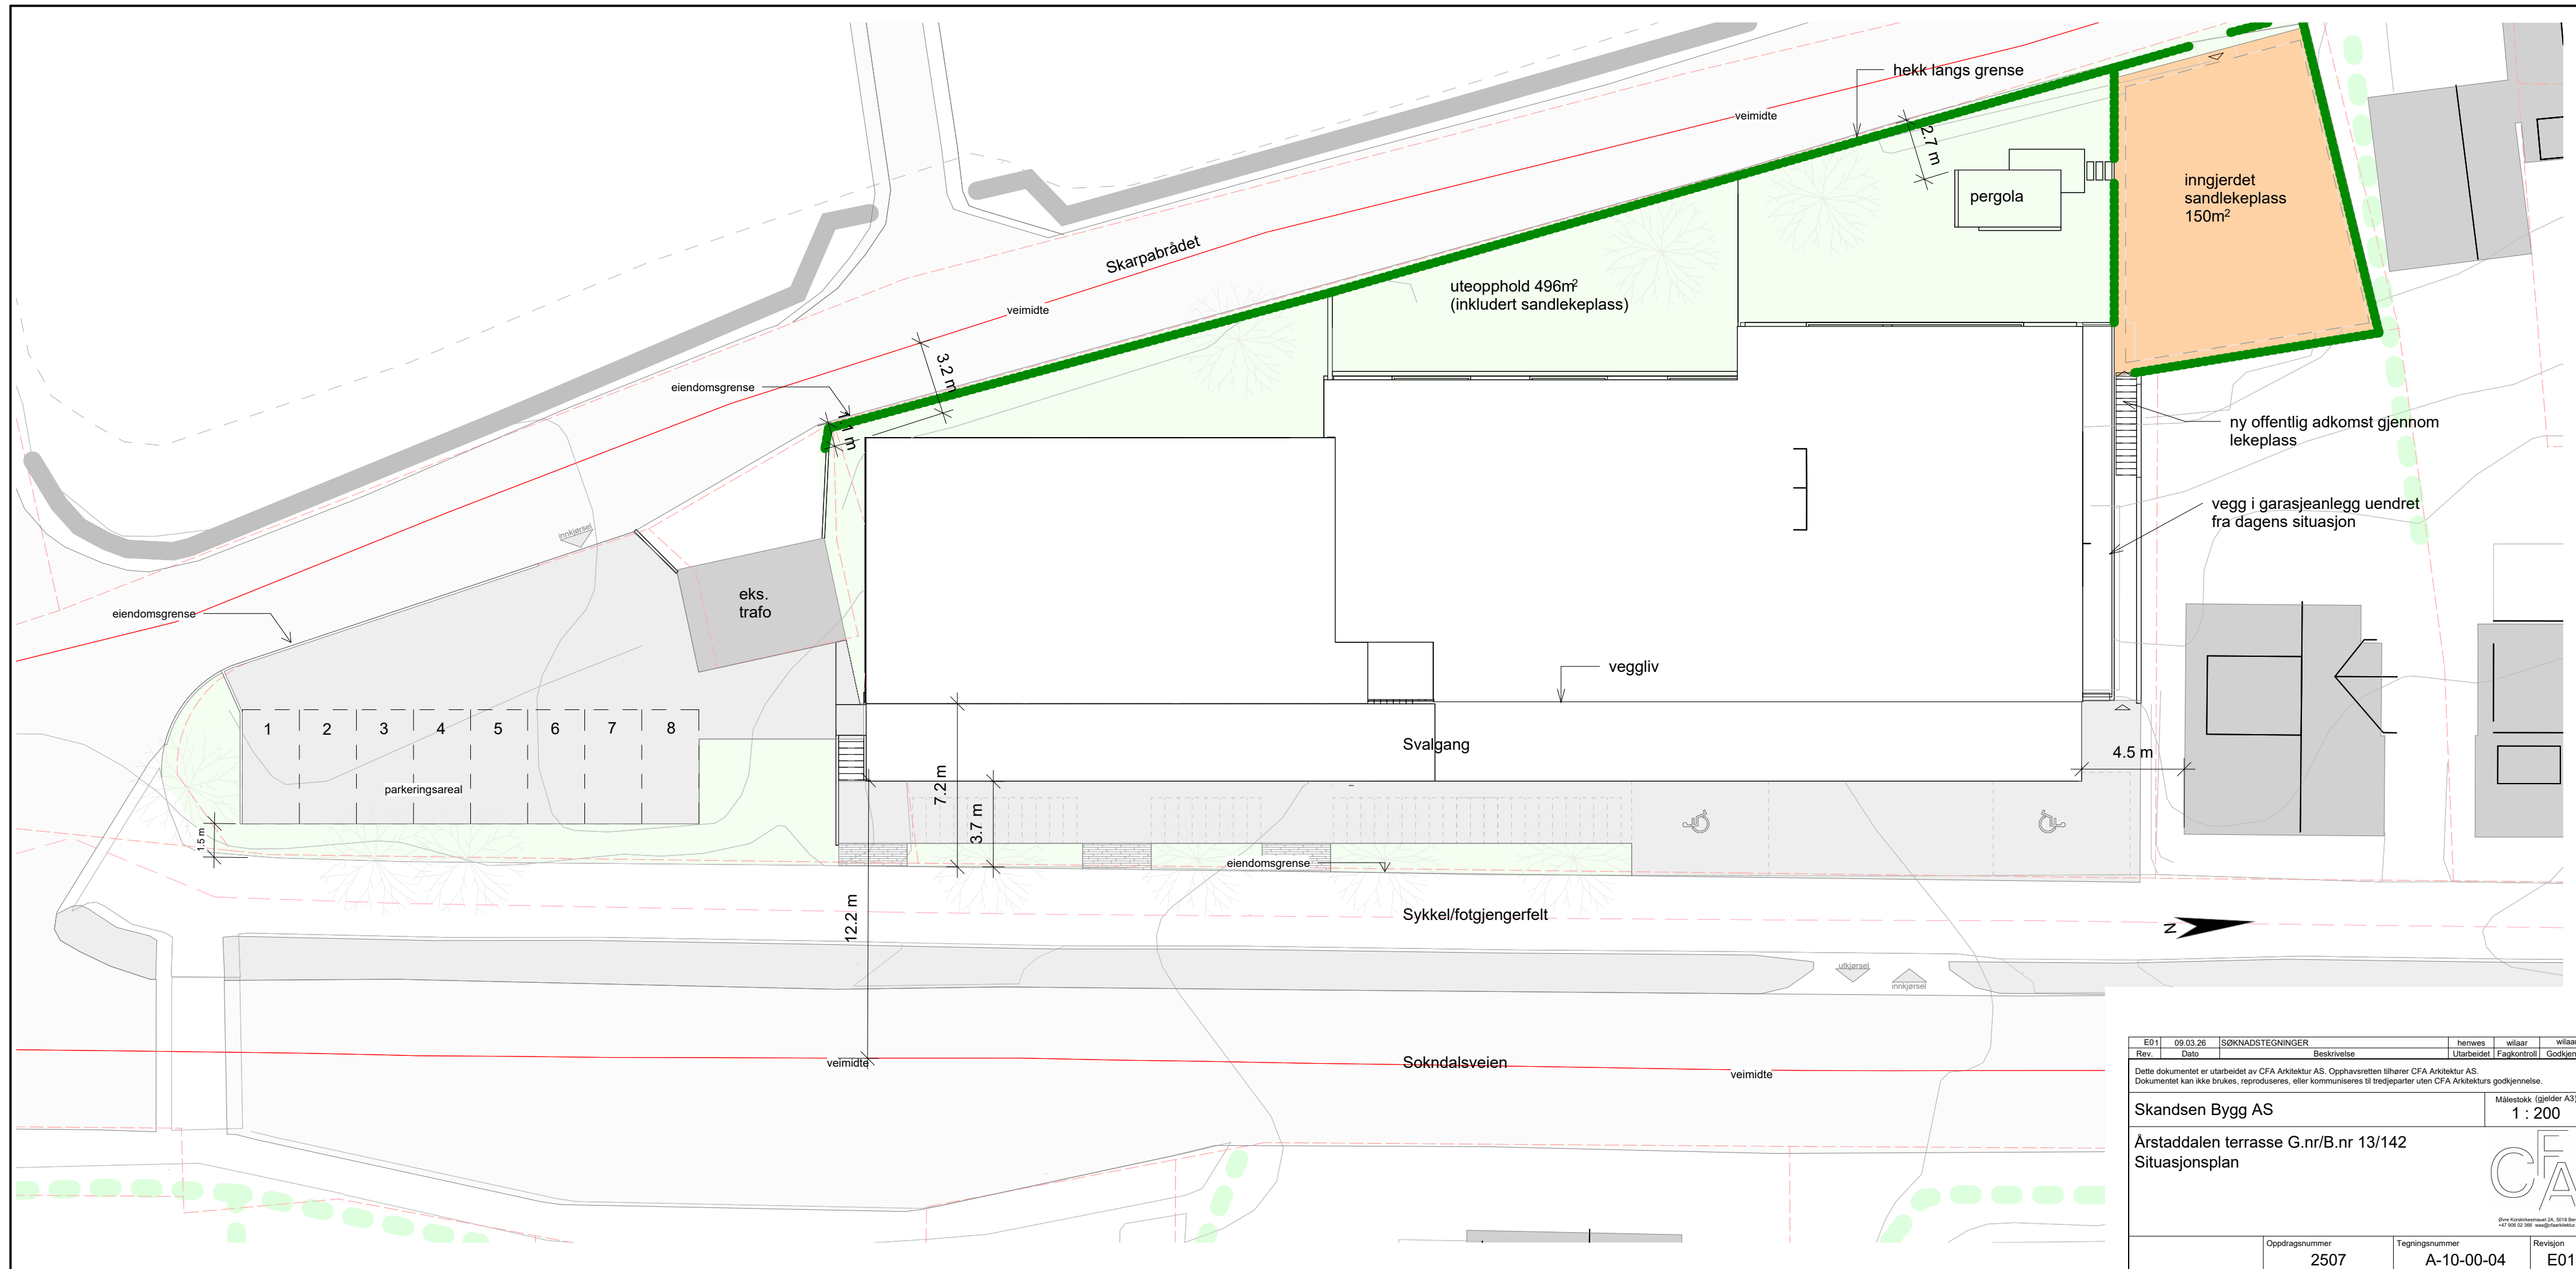 hekk langs grense
veimidte
2.7 m
pergola
inngjerdet
sandlekeplass
150m²
Skarpabrådet
uteopphold 496m²
(inkludert sandlekeplass)
veimidte
3.2 m
eiendomsgrense
ny offentlig adkomst gjennom
lekeplass
vegg i garasjeanlegg uendret
fra dagens situasjon
innkjørsel
eks.
trafo
eiendomsgrense
veggliv
1 2 3 4 5 6 7 8
Svalgang
4.5 m
parkeringsareal
7.2 m
3.7 m
1.5 m
eiendomsgrense
12.2 m
Sykkel/fotgjengerfelt
N
utkjørsel
innkjørsel
veimidte
Sokndalsveien
veimidte
E01 09.03.26 SØKNADSTEGNINGER henwes wilaar wilaar
Rev. Dato Beskrivelse Utarbeidet Fagkontroll Godkjent
Dette dokumentet er utarbeidet av CFA Arkitektur AS. Opphavsretten tilhører CFA Arkitektur AS.
Dokumentet kan ikke brukes, reproduseres, eller kommuniseres til tredjeparter uten CFA Arkitekturs godkjennelse.
Skandsen Bygg AS
Målestokk (gjelder A3)
1 : 200
Årstaddalen terrasse G.nr/B.nr 13/142
Situasjonsplan
CFA
Oppdragsnummer Tegningsnummer Revisjon
2507 A-10-00-04 E01